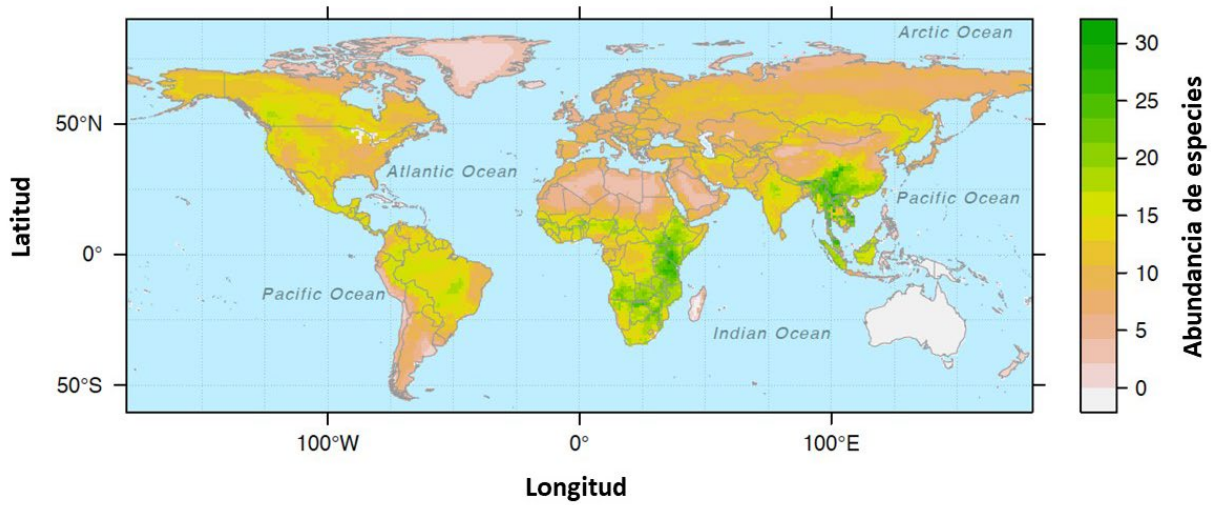 Arctic Ocean
30
50°N
25
Atlantic Ocean
20
Pacific Ocean
15
0°
10
Pacific Ocean
Indian Ocean
5
50°S
0
100°W
0°
100°E
Latitud
Longitud
Abundancia de especies